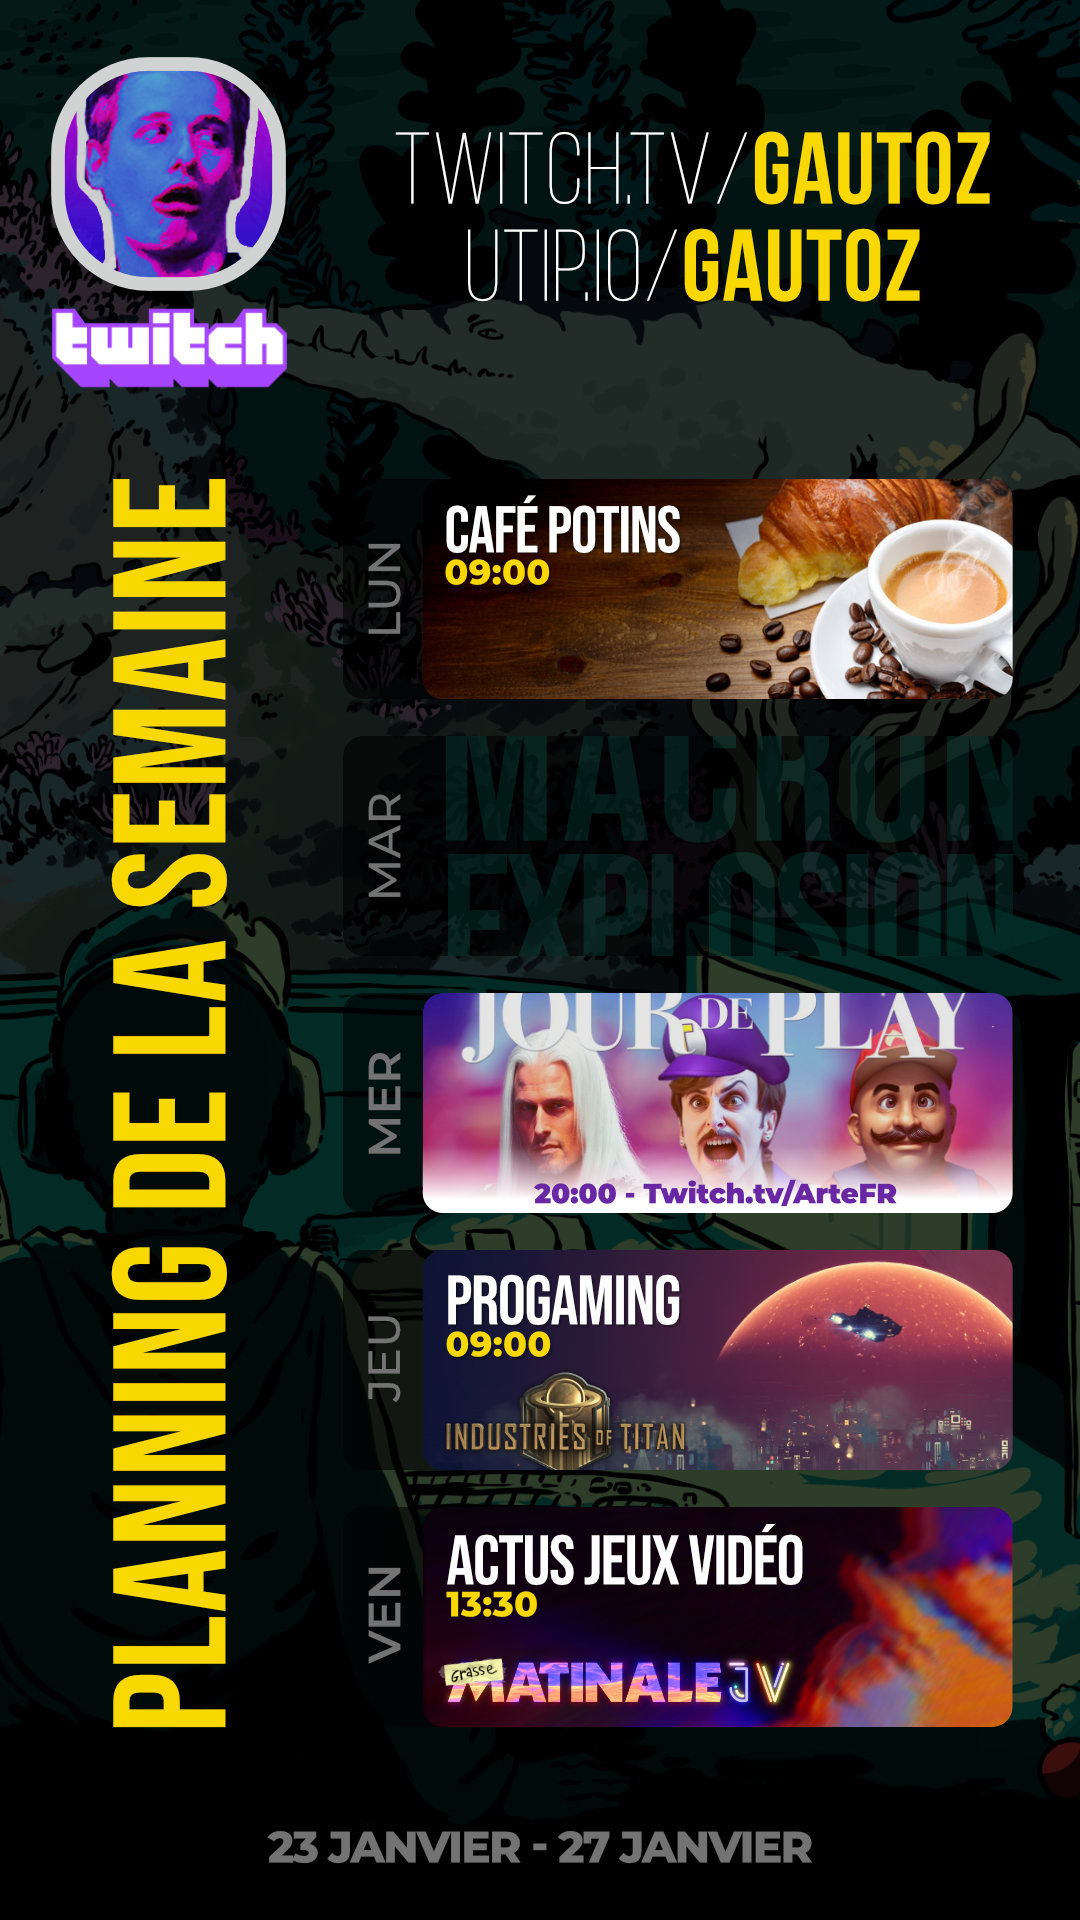 TWITCH.TV/GAUTOZ
UTIP.IO/GAUTOZ
twitch
PLANNING DE LA SEMAINE
LUN
CAFÉ POTINS
09:00
MAR
MACRON
EXPLOSION
MER
JOUR DE PLAY
20:00 - Twitch.tv/ArteFR
JEU
PROGAMING
09:00
INDUSTRIES OF TITAN
VEN
ACTUS JEUX VIDÉO
13:30
Grasse
MATINALE JV
23 JANVIER - 27 JANVIER